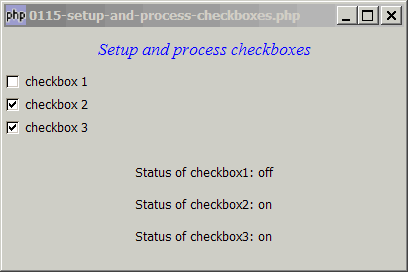 php 0115-setup-and-process-checkboxes.php
Setup and process checkboxes
checkbox 1
checkbox 2
checkbox 3
Status of checkbox1: off
Status of checkbox2: on
Status of checkbox3: on